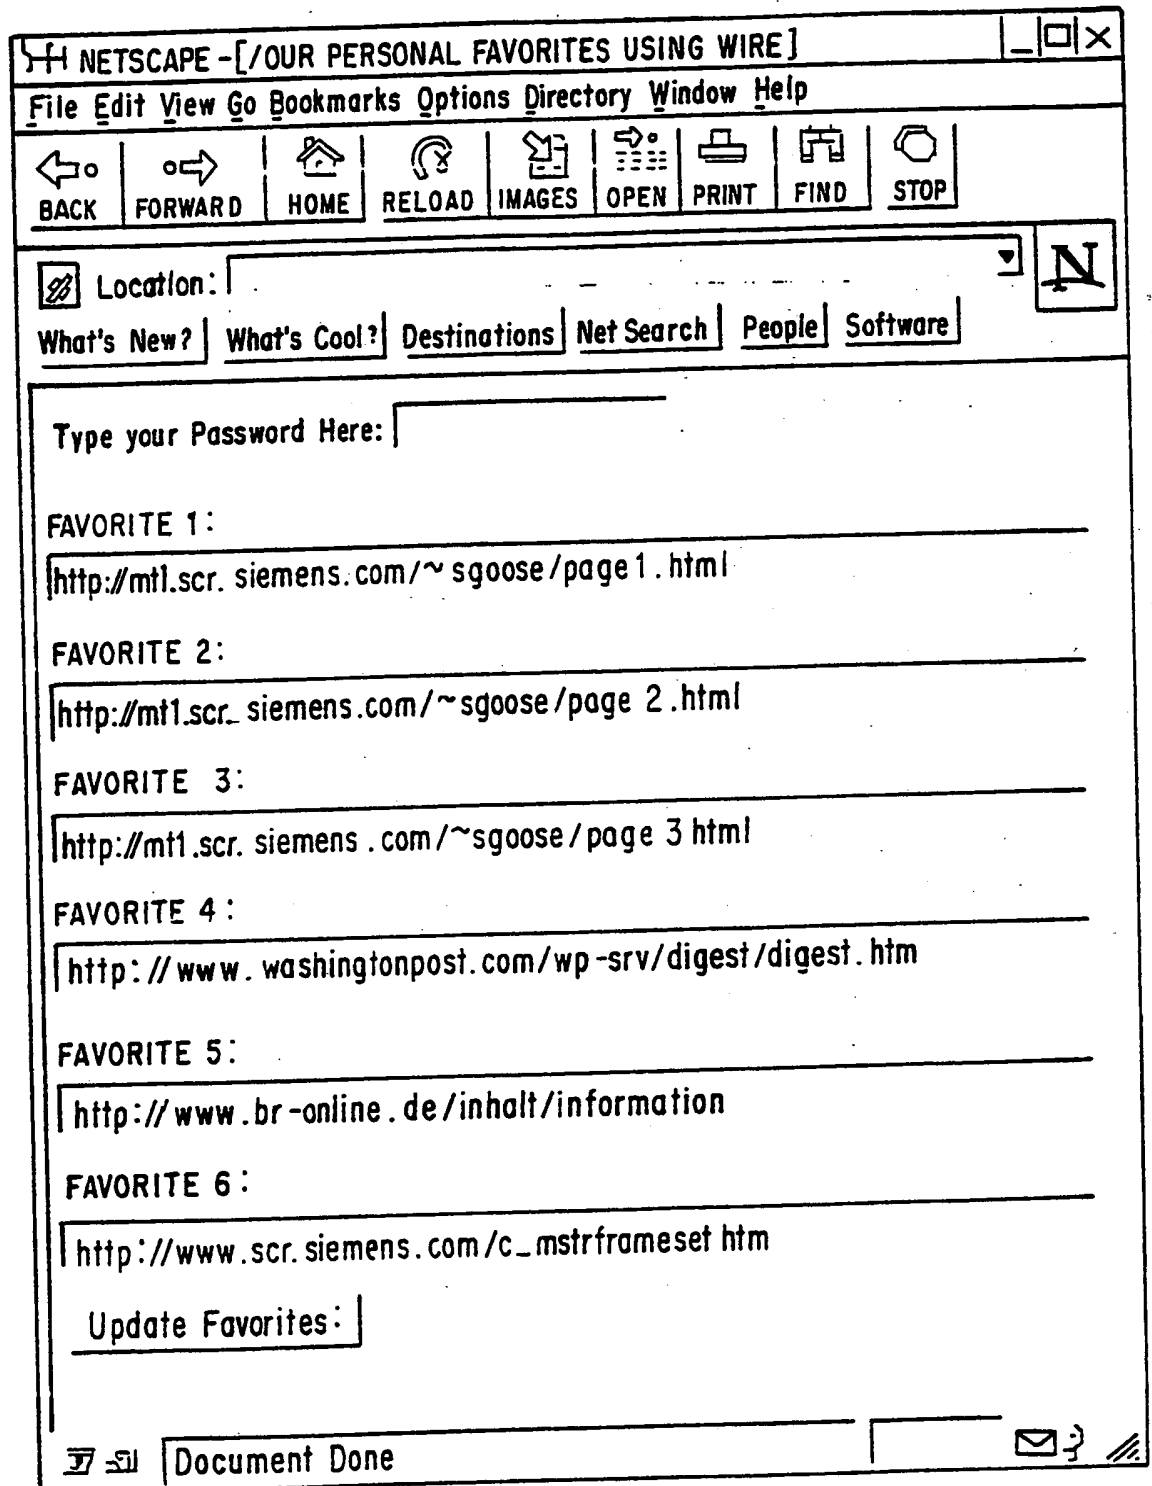 NETSCAPE -[/OUR PERSONAL FAVORITES USING WIRE]
File Edit View Go Bookmarks Options Directory Window Help
BACK FORWARD HOME RELOAD IMAGES OPEN PRINT FIND STOP
Location: N
What's New? What's Cool? Destinations Net Search People Software
Type your Password Here:
FAVORITE 1:
http://mt1.scr. siemens.com/~ sgoose/page1. html
FAVORITE 2:
http://mt1.scr_ siemens.com/~sgoose/page 2.html
FAVORITE 3:
http://mt1.scr. siemens . com/~sgoose/page 3 html
FAVORITE 4:
http://www. washingtonpost.com/wp-srv/digest/digest.htm
FAVORITE 5:
http://www.br-online.de/inhalt/information
FAVORITE 6:
http://www.scr.siemens.com/c_mstrframeset htm
Update Favorites:
Document Done